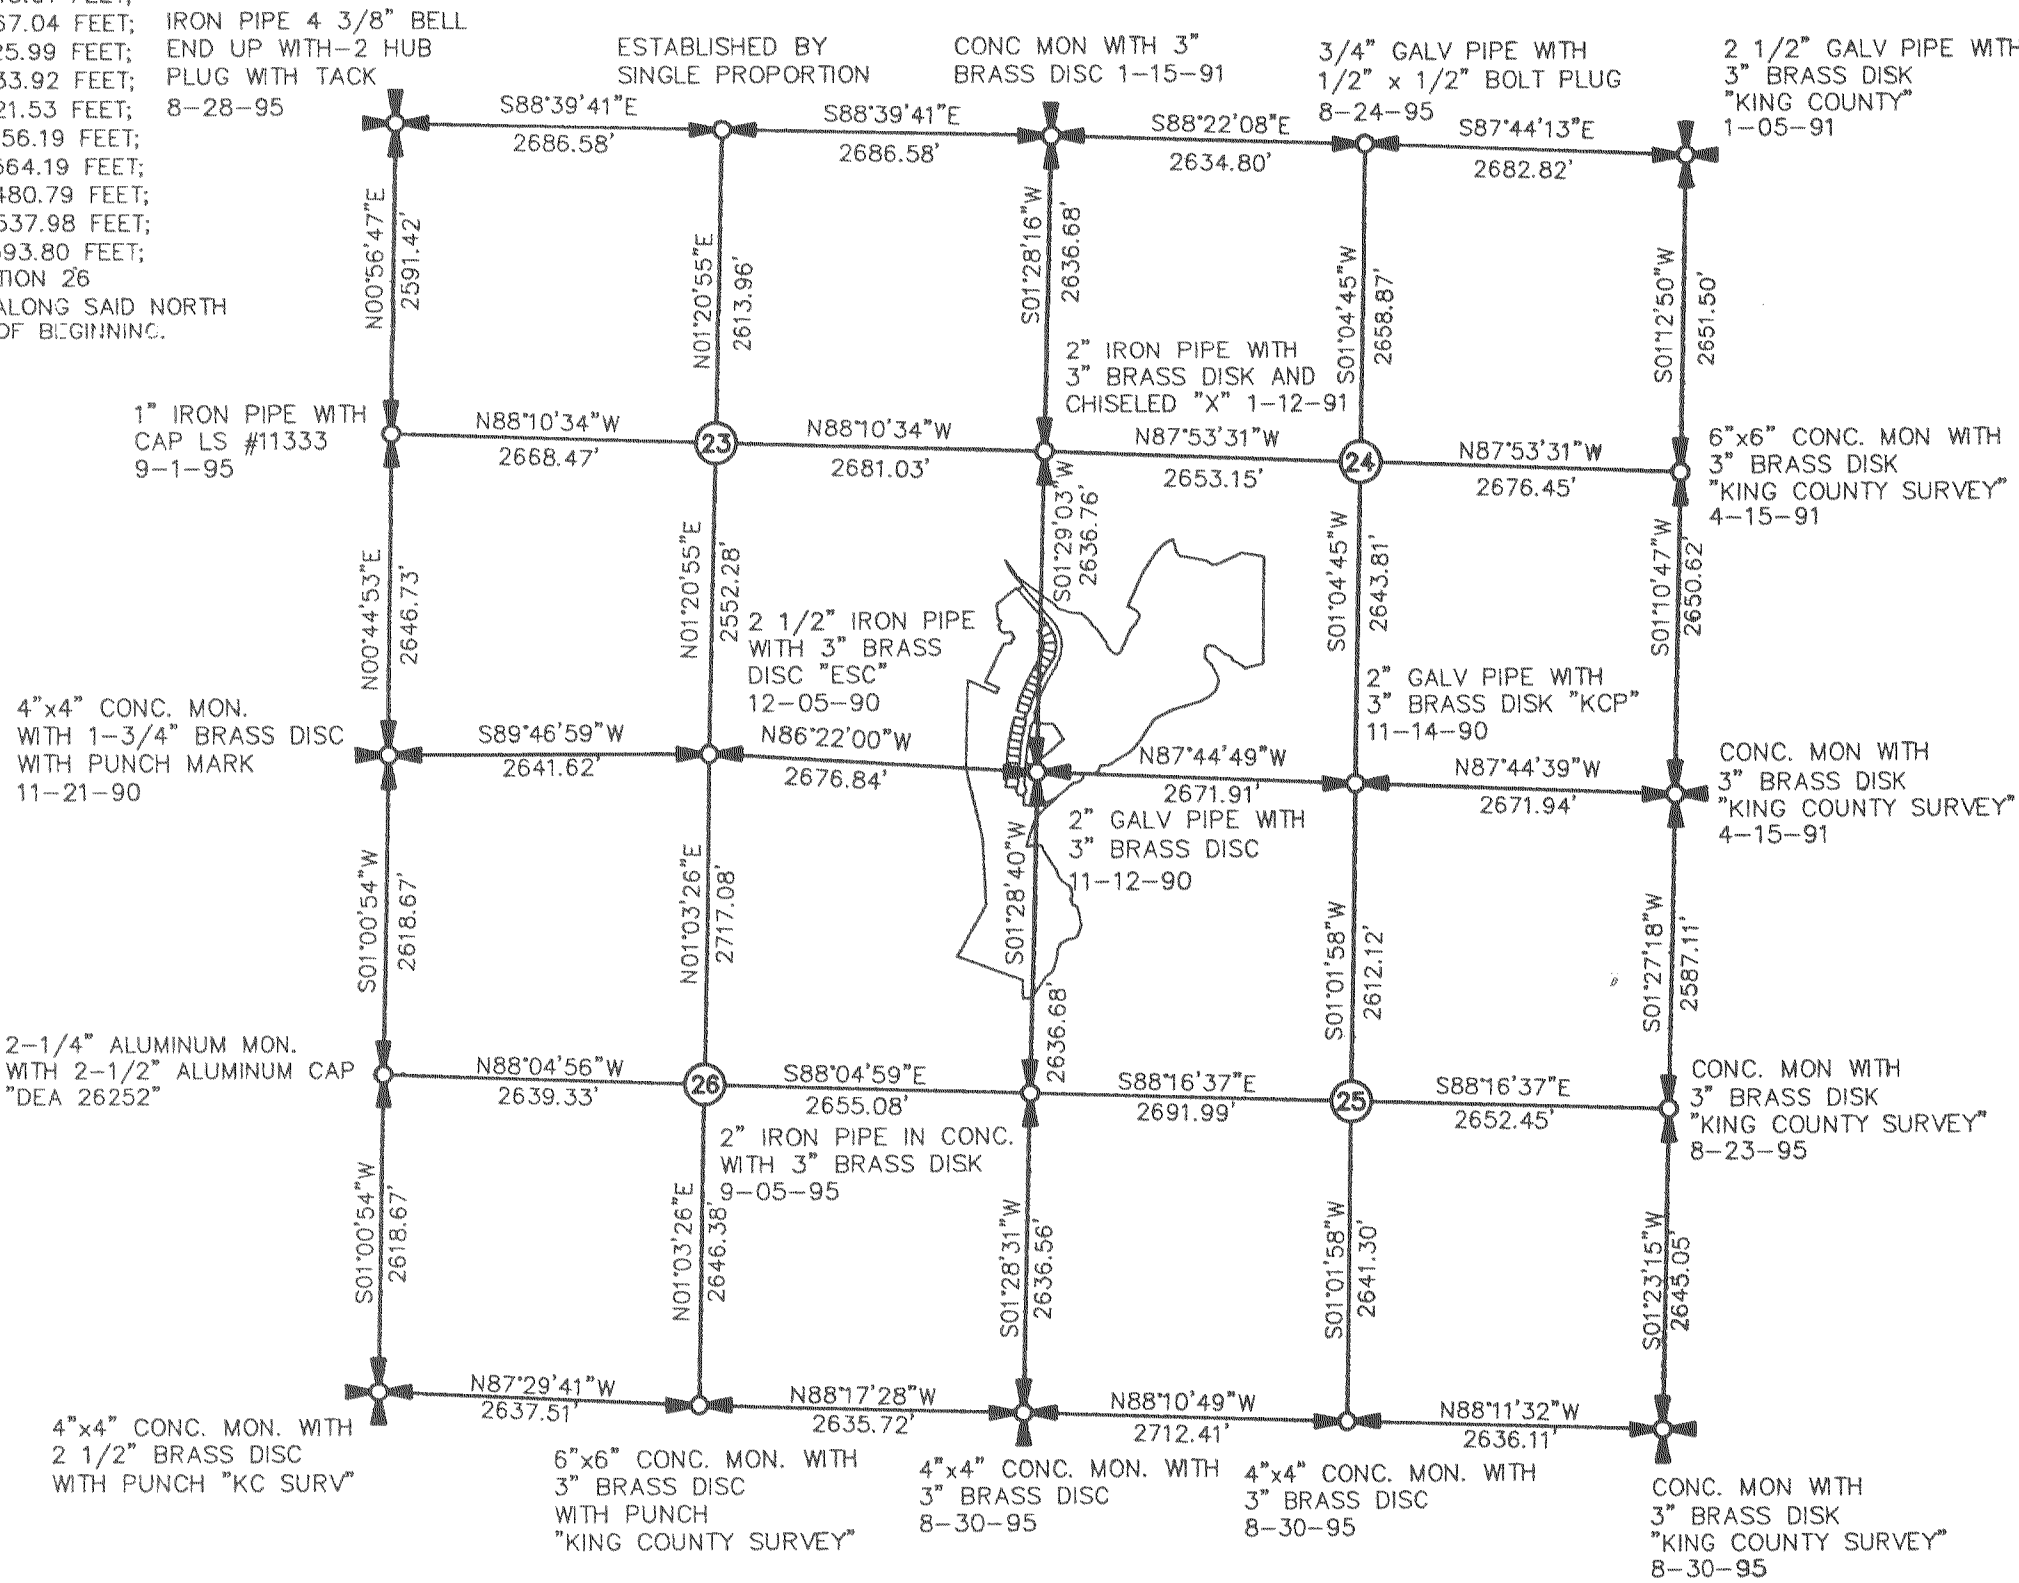 67.04 FEET;
25.99 FEET;
33.92 FEET;
21.53 FEET;
56.19 FEET;
664.19 FEET;
480.79 FEET;
537.98 FEET;
593.80 FEET;
TION 26
ALONG SAID NORTH
OF BEGINNING.
IRON PIPE 4 3/8" BELL
END UP WITH-2 HUB
PLUG WITH TACK
8-28-95
ESTABLISHED BY
SINGLE PROPORTION
CONC MON WITH 3"
BRASS DISC 1-15-91
3/4" GALV PIPE WITH
1/2" x 1/2" BOLT PLUG
8-24-95
2 1/2" GALV PIPE WITH
3" BRASS DISK
"KING COUNTY"
1-05-91
S88°39'41"E
2686.58'
S88°39'41"E
2686.58'
S88°22'08"E
2634.80'
S87°44'13"E
2682.82'
N00°56'47"E
2591.42'
N01°20'55"E
2613.96'
S01°28'16"W
2636.68'
S01°04'45"W
2658.87'
S01°12'50"W
2651.50'
2" IRON PIPE WITH
3" BRASS DISK AND
CHISELED "X" 1-12-91
1" IRON PIPE WITH
CAP LS #11333
9-1-95
N88°10'34"W
2668.47'
23
N88°10'34"W
2681.03'
N87°53'31"W
2653.15'
24
N87°53'31"W
2676.45'
6"x6" CONC. MON WITH
3" BRASS DISK
"KING COUNTY SURVEY"
4-15-91
N00°44'53"E
2646.73'
N01°20'55"E
2552.28'
S01°29'03"W
2636.76'
S01°04'45"W
2643.81'
S01°10'47"W
2650.62'
2 1/2" IRON PIPE
WITH 3" BRASS
DISC "ESC"
12-05-90
2" GALV PIPE WITH
3" BRASS DISK "KCP"
11-14-90
4"x4" CONC. MON.
WITH 1-3/4" BRASS DISC
WITH PUNCH MARK
11-21-90
S89°46'59"W
2641.62'
N86°22'00"W
2676.84'
N87°44'49"W
2671.91'
N87°44'39"W
2671.94'
CONC. MON WITH
3" BRASS DISK
"KING COUNTY SURVEY"
4-15-91
2" GALV PIPE WITH
3" BRASS DISC
11-12-90
S01°00'54"W
2618.67'
N01°03'26"E
2717.08'
S01°28'40"W
2636.68'
S01°01'58"W
2612.12'
S01°27'18"W
2587.11'
2-1/4" ALUMINUM MON.
WITH 2-1/2" ALUMINUM CAP
"DEA 26252"
N88°04'56"W
2639.33'
26
S88°04'59"E
2655.08'
S88°16'37"E
2691.99'
25
S88°16'37"E
2652.45'
CONC. MON WITH
3" BRASS DISK
"KING COUNTY SURVEY"
8-23-95
2" IRON PIPE IN CONC.
WITH 3" BRASS DISK
9-05-95
S01°00'54"W
2618.67'
N01°03'26"E
2646.38'
S01°28'31"W
2636.56'
S01°01'58"W
2641.30'
S01°23'15"W
2645.05'
N87°29'41"W
2637.51'
N88°17'28"W
2635.72'
N88°10'49"W
2712.41'
N88°11'32"W
2636.11'
4"x4" CONC. MON. WITH
2 1/2" BRASS DISC
WITH PUNCH "KC SURV"
6"x6" CONC. MON. WITH
3" BRASS DISC
WITH PUNCH
"KING COUNTY SURVEY"
4"x4" CONC. MON. WITH
3" BRASS DISC
8-30-95
4"x4" CONC. MON. WITH
3" BRASS DISC
8-30-95
CONC. MON WITH
3" BRASS DISK
"KING COUNTY SURVEY"
8-30-95